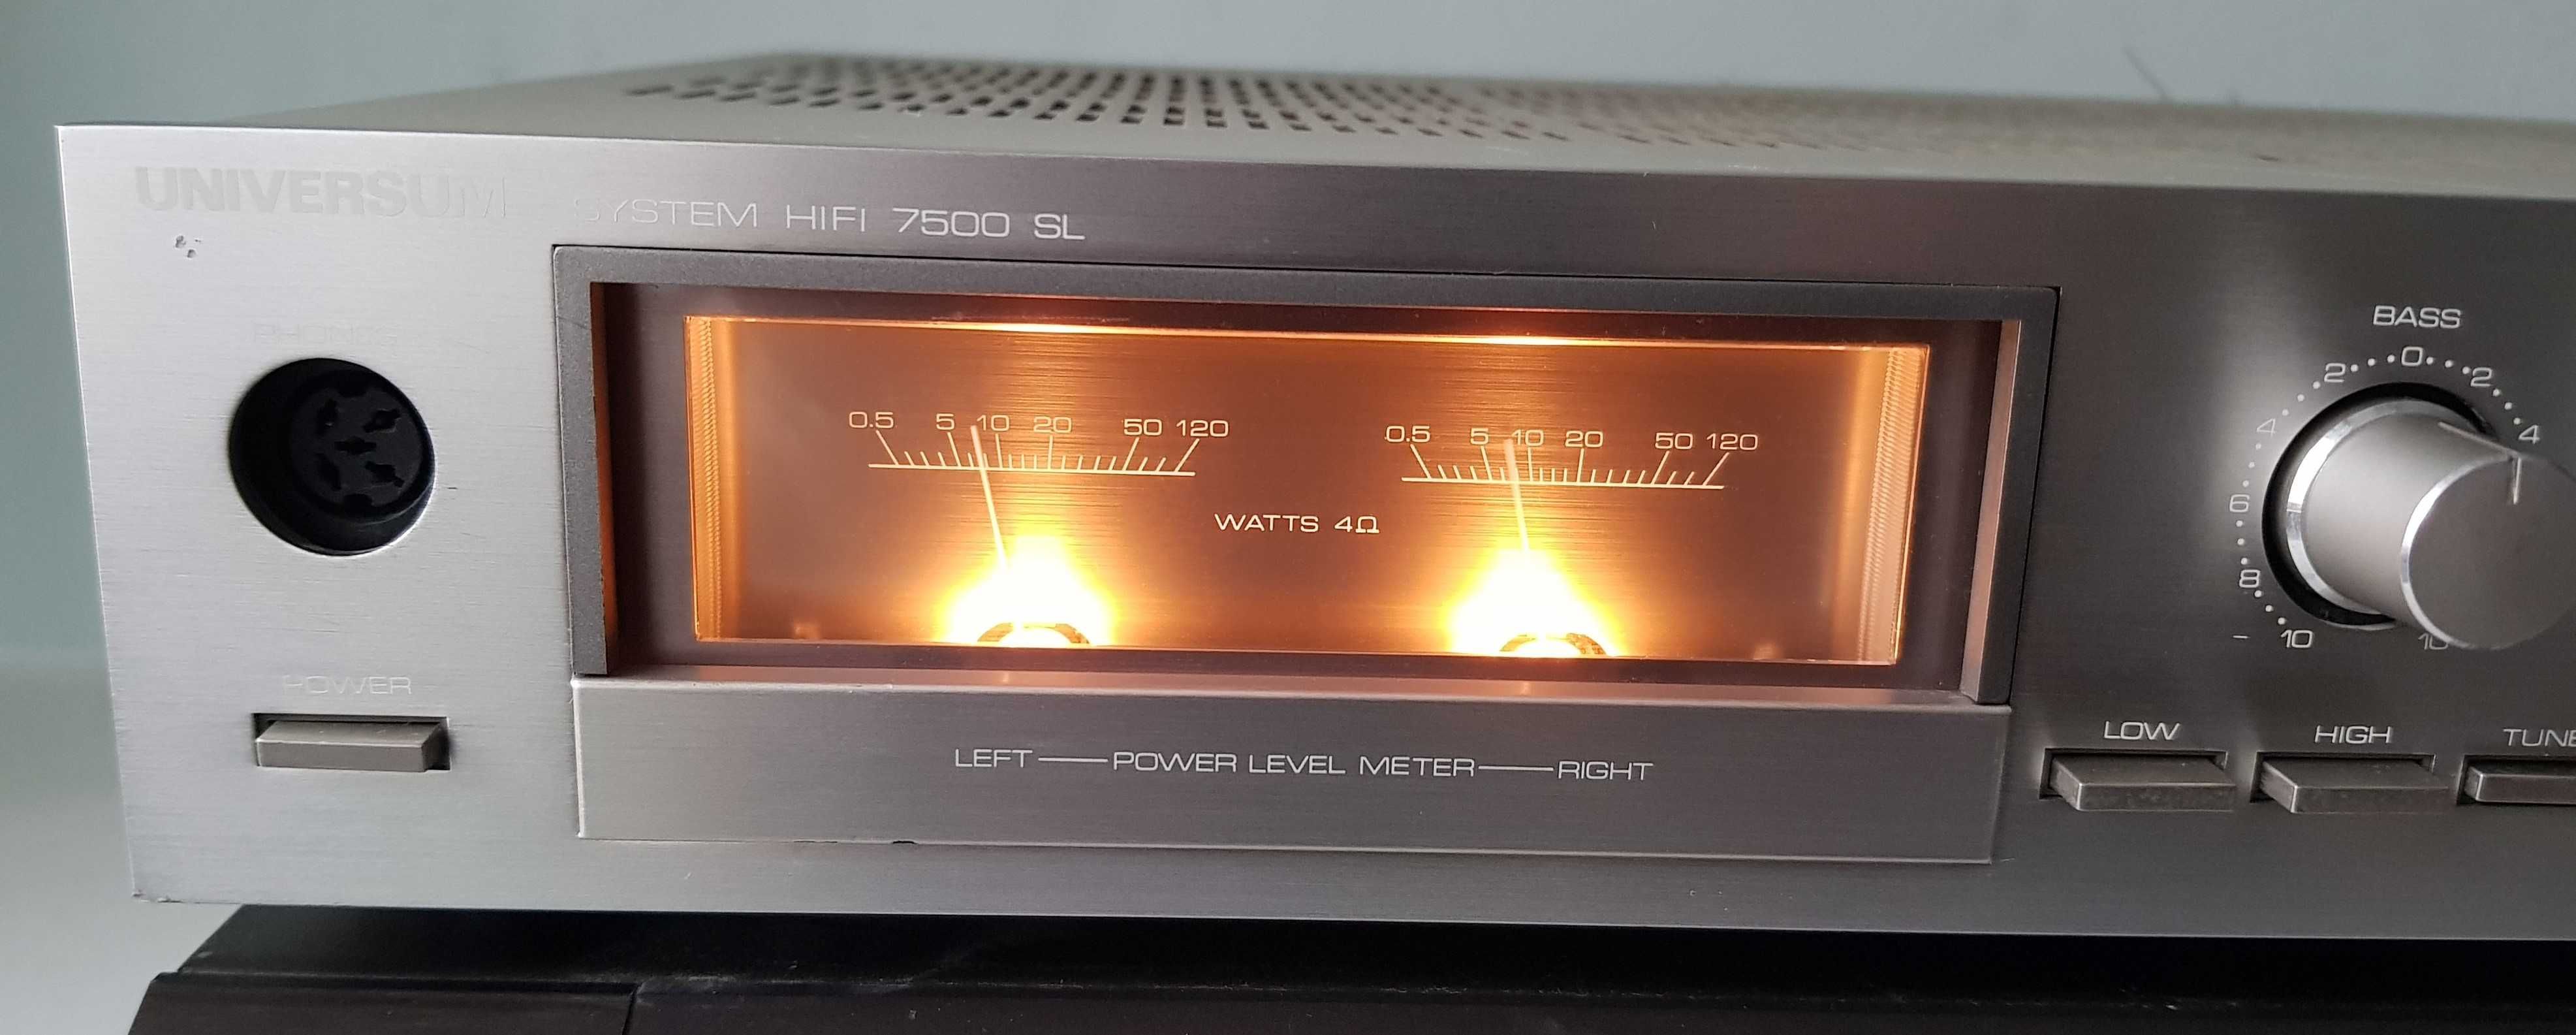 UNIVERSUM
SYSTEM HIFI 7500 SL
PHONES
BASS
0
2 2
4 4
6
8
- 10 10
0.5 5 10 20 50 120
0.5 5 10 20 50 120
WATTS 4Ω
POWER
LEFT — POWER LEVEL METER — RIGHT
LOW HIGH TUNE